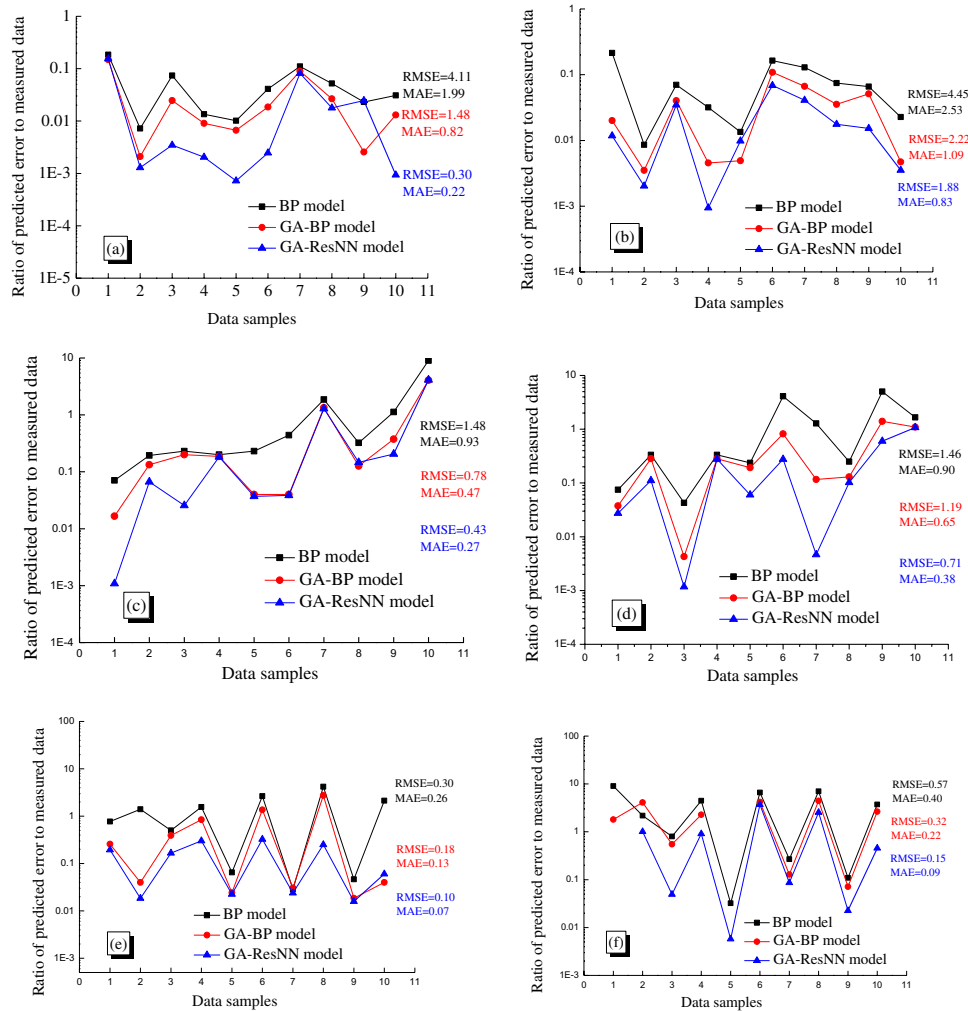 Ratio of predicted error to measured data
1
0.1
0.01
1E-3
1E-4
1E-5
RMSE=4.11
MAE=1.99
RMSE=1.48
MAE=0.82
RMSE=0.30
MAE=0.22
BP model
GA-BP model
GA-ResNN model
(a)
0 1 2 3 4 5 6 7 8 9 10 11
Data samples
Ratio of predicted error to measured data
1
0.1
0.01
1E-3
1E-4
RMSE=4.45
MAE=2.53
RMSE=2.22
MAE=1.09
RMSE=1.88
MAE=0.83
BP model
GA-BP model
GA-ResNN model
(b)
0 1 2 3 4 5 6 7 8 9 10 11
Data samples
Ratio of predicted error to measured data
10
1
0.1
0.01
1E-3
1E-4
RMSE=1.48
MAE=0.93
RMSE=0.78
MAE=0.47
RMSE=0.43
MAE=0.27
BP model
GA-BP model
GA-ResNN model
(c)
0 1 2 3 4 5 6 7 8 9 10 11
Data samples
Ratio of predicted error to measured data
10
1
0.1
0.01
1E-3
1E-4
RMSE=1.46
MAE=0.90
RMSE=1.19
MAE=0.65
RMSE=0.71
MAE=0.38
BP model
GA-BP model
GA-ResNN model
(d)
0 1 2 3 4 5 6 7 8 9 10 11
Data samples
Ratio of predicted error to measured data
100
10
1
0.1
0.01
1E-3
RMSE=0.30
MAE=0.26
RMSE=0.18
MAE=0.13
RMSE=0.10
MAE=0.07
BP model
GA-BP model
GA-ResNN model
(e)
0 1 2 3 4 5 6 7 8 9 10 11
Data samples
Ratio of predicted error to measured data
100
10
1
0.1
0.01
1E-3
RMSE=0.57
MAE=0.40
RMSE=0.32
MAE=0.22
RMSE=0.15
MAE=0.09
BP model
GA-BP model
GA-ResNN model
(f)
0 1 2 3 4 5 6 7 8 9 10 11
Data samples